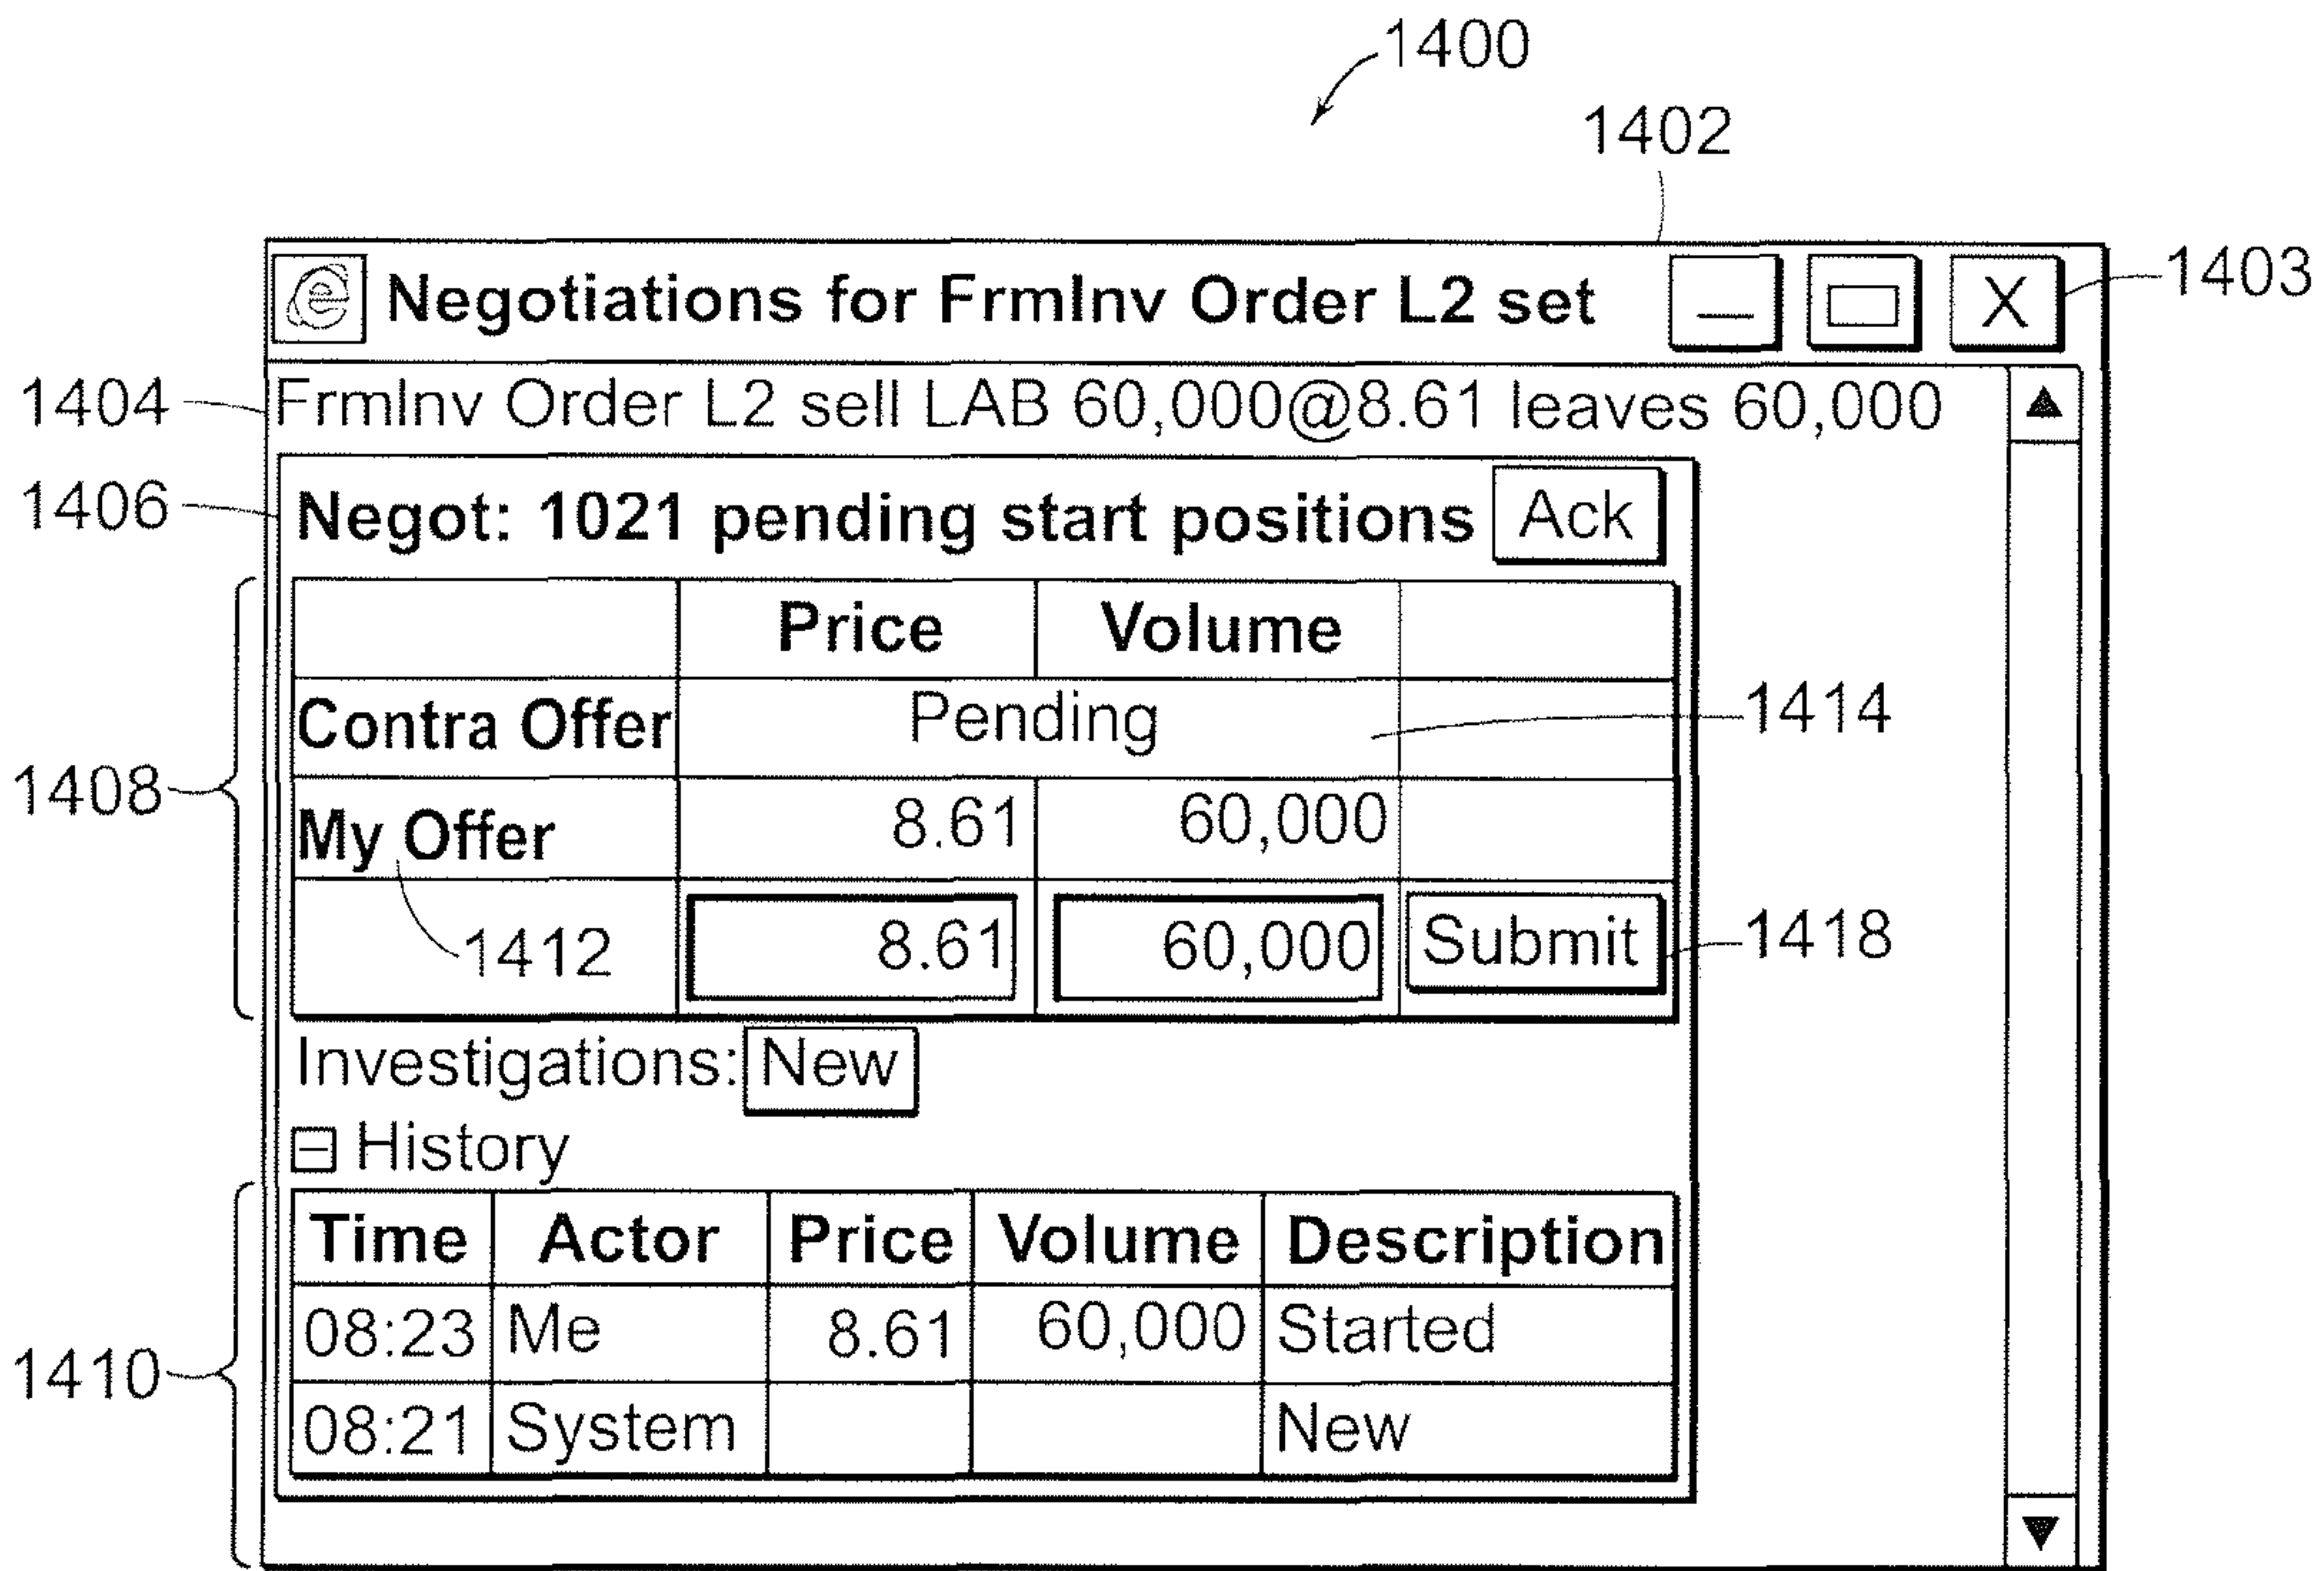 1400
1402
e Negotiations for FrmInv Order L2 set X 1403
1404 FrmInv Order L2 sell LAB 60,000@8.61 leaves 60,000
1406 Negot: 1021 pending start positions Ack
Price Volume
Contra Offer Pending 1414
1408
My Offer 8.61 60,000
1412 8.61 60,000 Submit 1418
Investigations: New
History
Time Actor Price Volume Description
08:23 Me 8.61 60,000 Started
1410
08:21 System New